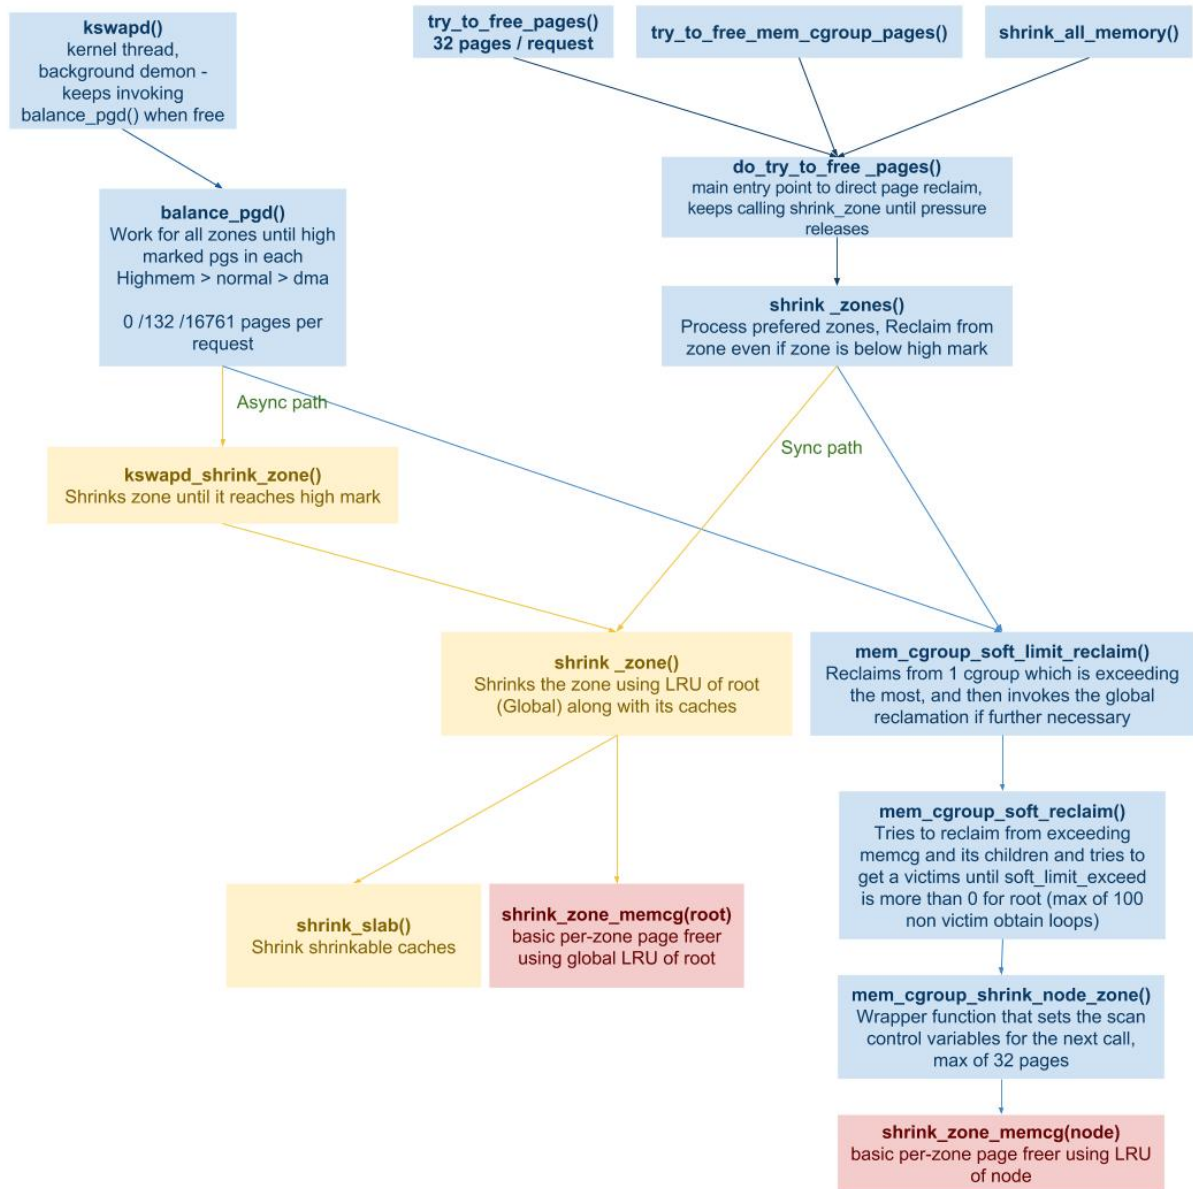 kswapd()
kernel thread,
background demon -
keeps invoking
balance_pgd() when free
try_to_free_pages()
32 pages / request
try_to_free_mem_cgroup_pages()
shrink_all_memory()
do_try_to_free _pages()
main entry point to direct page reclaim,
keeps calling shrink_zone until pressure
releases
balance_pgd()
Work for all zones until high
marked pgs in each
Highmem > normal > dma
0 /132 /16761 pages per
request
shrink _zones()
Process prefered zones, Reclaim from
zone even if zone is below high mark
Async path
Sync path
kswapd_shrink_zone()
Shrinks zone until it reaches high mark
shrink _zone()
Shrinks the zone using LRU of root
(Global) along with its caches
mem_cgroup_soft_limit_reclaim()
Reclaims from 1 cgroup which is exceeding
the most, and then invokes the global
reclamation if further necessary
mem_cgroup_soft_reclaim()
Tries to reclaim from exceeding
memcg and its children and tries to
get a victims until soft_limit_exceed
is more than 0 for root (max of 100
non victim obtain loops)
shrink_slab()
Shrink shrinkable caches
shrink_zone_memcg(root)
basic per-zone page freer
using global LRU of root
mem_cgroup_shrink_node_zone()
Wrapper function that sets the scan
control variables for the next call,
max of 32 pages
shrink_zone_memcg(node)
basic per-zone page freer using LRU
of node